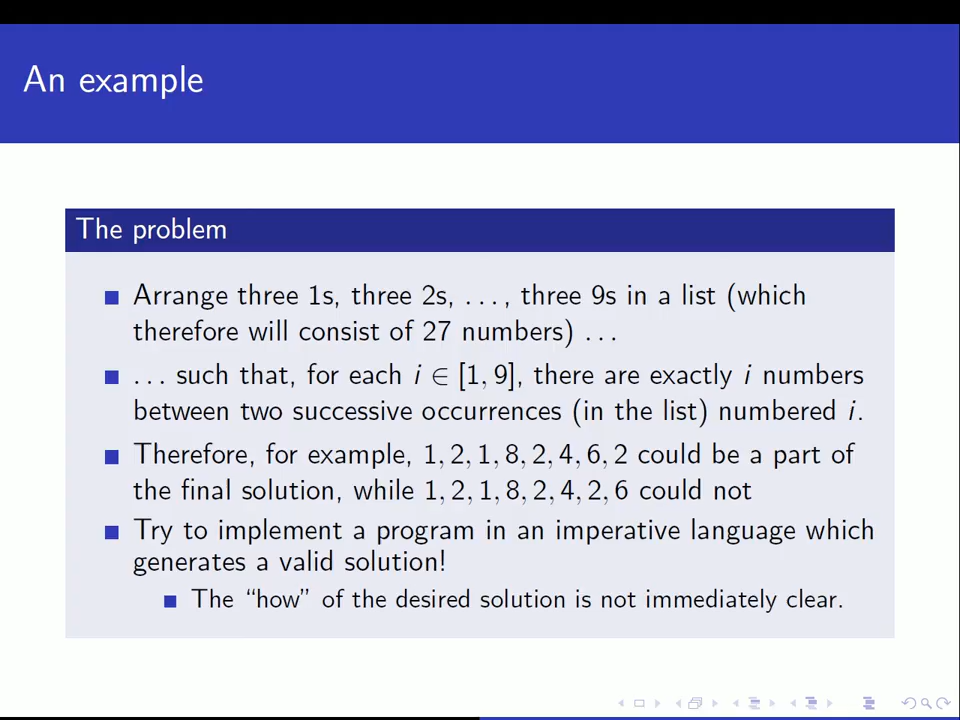 An example
The problem
Arrange three 1s, three 2s, . . . , three 9s in a list (which
therefore will consist of 27 numbers) . . .
. . . such that, for each i ∈ [1, 9], there are exactly i numbers
between two successive occurrences (in the list) numbered i.
Therefore, for example, 1, 2, 1, 8, 2, 4, 6, 2 could be a part of
the final solution, while 1, 2, 1, 8, 2, 4, 2, 6 could not
Try to implement a program in an imperative language which
generates a valid solution!
The “how” of the desired solution is not immediately clear.